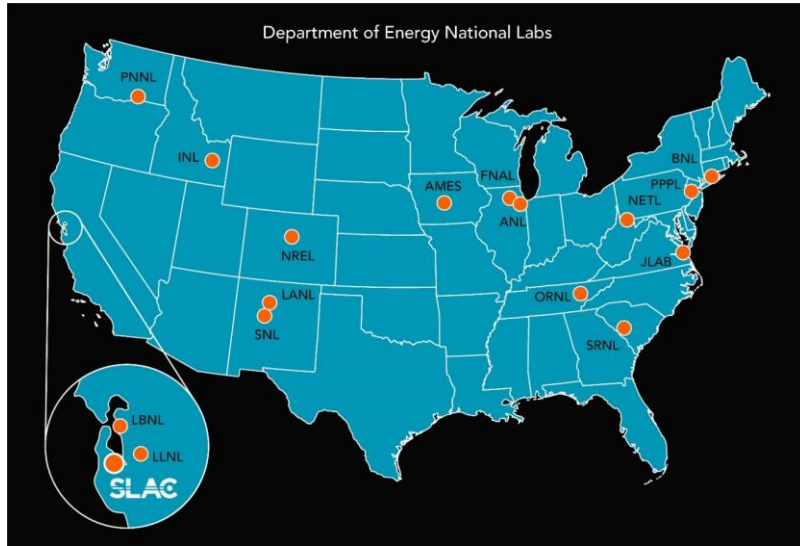 Department of Energy National Labs
PNNL
INL
BNL
FNAL
PPPL
AMES
NETL
ANL
NREL
JLAB
LANL
ORNL
SNL
SRNL
LBNL
LLNL
SLAC